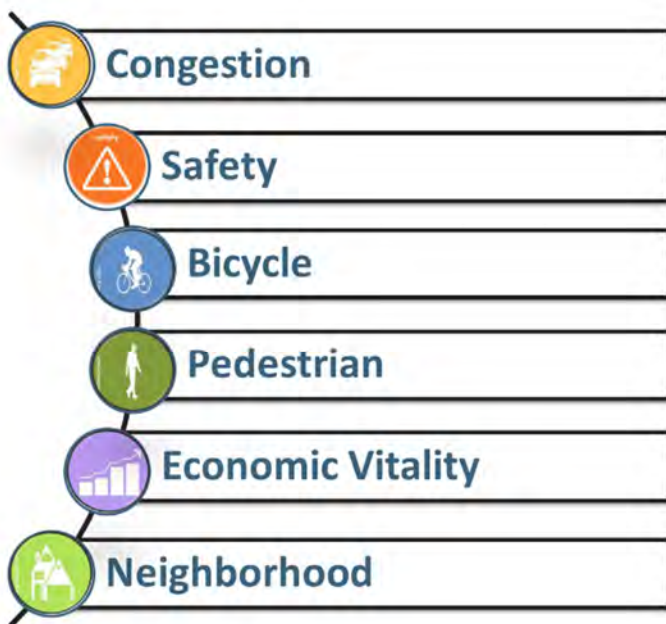 Congestion
Safety
Bicycle
Pedestrian
Economic Vitality
Neighborhood